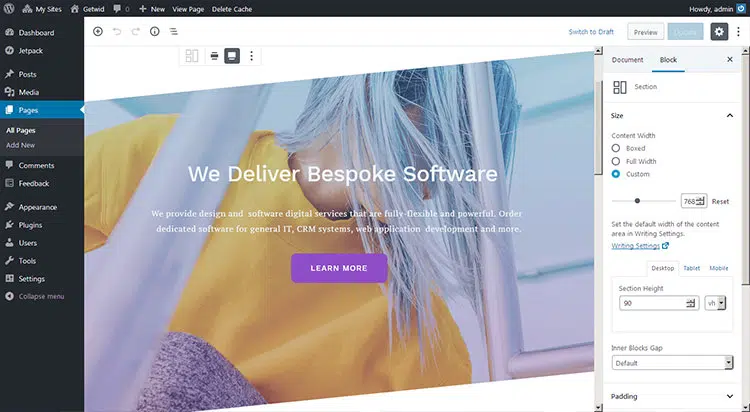 My Sites
Getwid
0
New
View Page
Delete Cache
Howdy, admin
Dashboard
Jetpack
Posts
Media
Pages
All Pages
Add New
Comments
Feedback
Appearance
Plugins
Users
Tools
Settings
Collapse menu
Switch to Draft
Preview
Update
We Deliver Bespoke Software
We provide design and software digital services that are fully-flexible and powerful. Order
dedicated software for general IT, CRM systems, web application development and more.
LEARN MORE
Document
Block
Section
Size
Content Width
Boxed
Full Width
Custom
768
Reset
Set the default width of the content
area in Writing Settings.
Writing Settings
Desktop
Tablet
Mobile
Section Height
90
vh
Inner Blocks Gap
Default
Padding